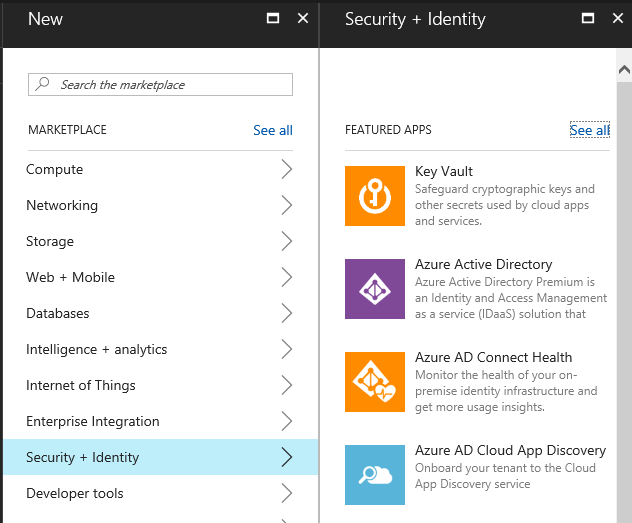 New
Search the marketplace
MARKETPLACE
See all
Compute
Networking
Storage
Web + Mobile
Databases
Intelligence + analytics
Internet of Things
Enterprise Integration
Security + Identity
Developer tools
Security + Identity
FEATURED APPS
See all
Key Vault
Safeguard cryptographic keys and
other secrets used by cloud apps
and services.
Azure Active Directory
Azure Active Directory Premium is
an Identity and Access Management
as a service (IDaaS) solution that
Azure AD Connect Health
Monitor the health of your on-
premise identity infrastructure and
get more usage insights.
Azure AD Cloud App Discovery
Onboard your tenant to the Cloud
App Discovery service